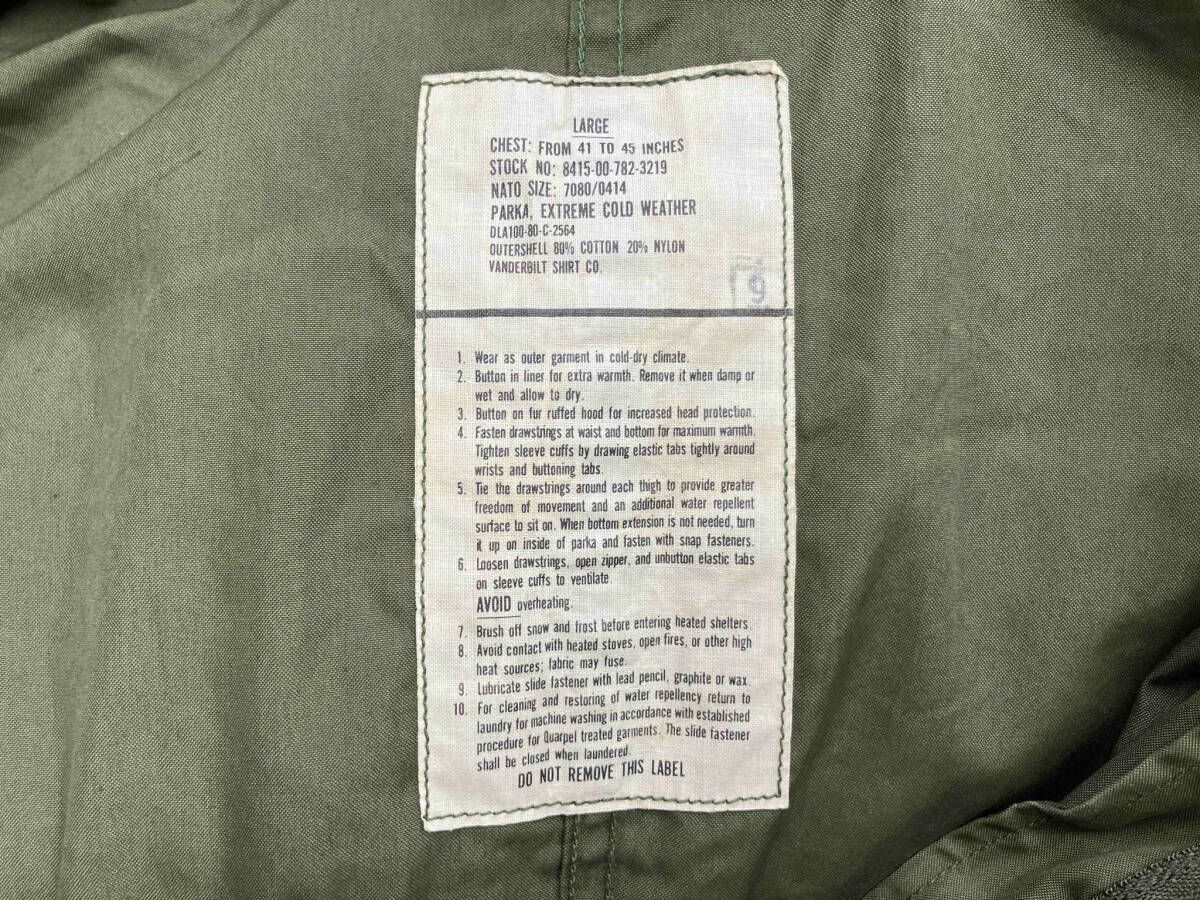 LARGE
CHEST: FROM 41 TO 45 INCHES
STOCK NO: 8415-00-782-3219
NATO SIZE: 7080/0414
PARKA, EXTREME COLD WEATHER
DLA100-80-C-2564
OUTERSHELL 80% COTTON 20% NYLON
VANDERBILT SHIRT CO.
9
1. Wear as outer garment in cold-dry climate.
2. Button in liner for extra warmth. Remove it when damp or
wet and allow to dry.
3. Button on fur ruffed hood for increased head protection.
4. Fasten drawstrings at waist and bottom for maximum warmth.
Tighten sleeve cuffs by drawing elastic tabs tightly around
wrists and buttoning tabs.
5. Tie the drawstrings around each thigh to provide greater
freedom of movement and an additional water repellent
surface to sit on. When bottom extension is not needed, turn
it up on inside of parka and fasten with snap fasteners.
6. Loosen drawstrings, open zipper, and unbutton elastic tabs
on sleeve cuffs to ventilate.
AVOID overheating.
7. Brush off snow and frost before entering heated shelters.
8. Avoid contact with heated stoves, open fires, or other high
heat sources; fabric may fuse.
9. Lubricate slide fastener with lead pencil, graphite or wax.
10. For cleaning and restoring of water repellency return to
laundry for machine washing in accordance with established
procedure for Quarpel treated garments. The slide fastener
shall be closed when laundered.
DO NOT REMOVE THIS LABEL